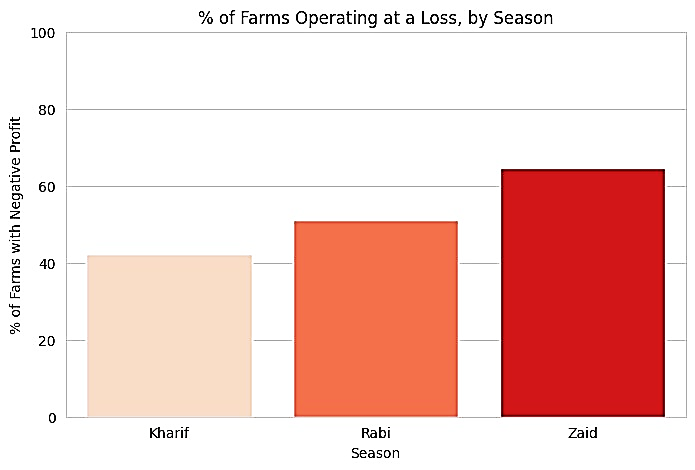 % of Farms Operating at a Loss, by Season
% of Farms with Negative Profit
100
80
60
40
20
0
Kharif
Rabi
Zaid
Season